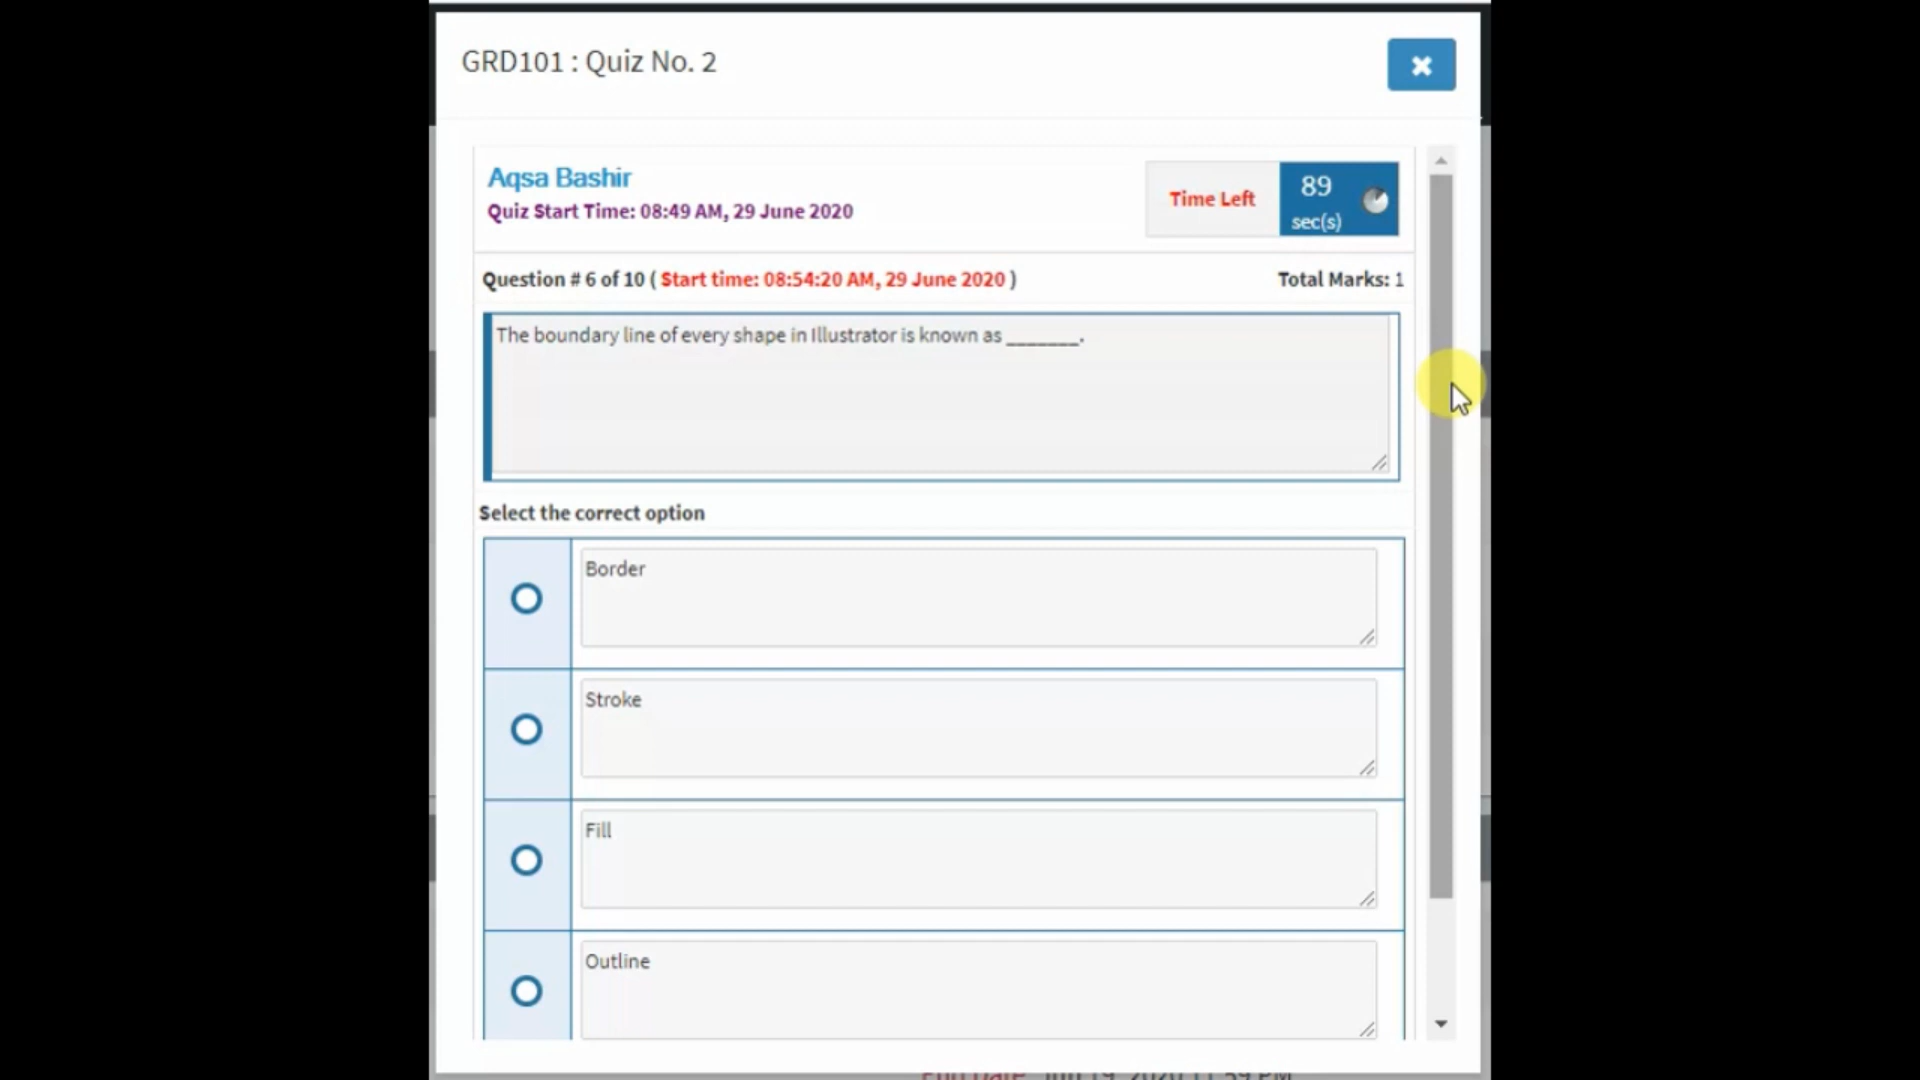 GRD101 : Quiz No. 2
Aqsa Bashir
Quiz Start Time: 08:49 AM, 29 June 2020
Time Left
89
sec(s)
Question # 6 of 10 ( Start time: 08:54:20 AM, 29 June 2020 )
Total Marks: 1
The boundary line of every shape in Illustrator is known as _______.
Select the correct option
Border
Stroke
Fill
Outline